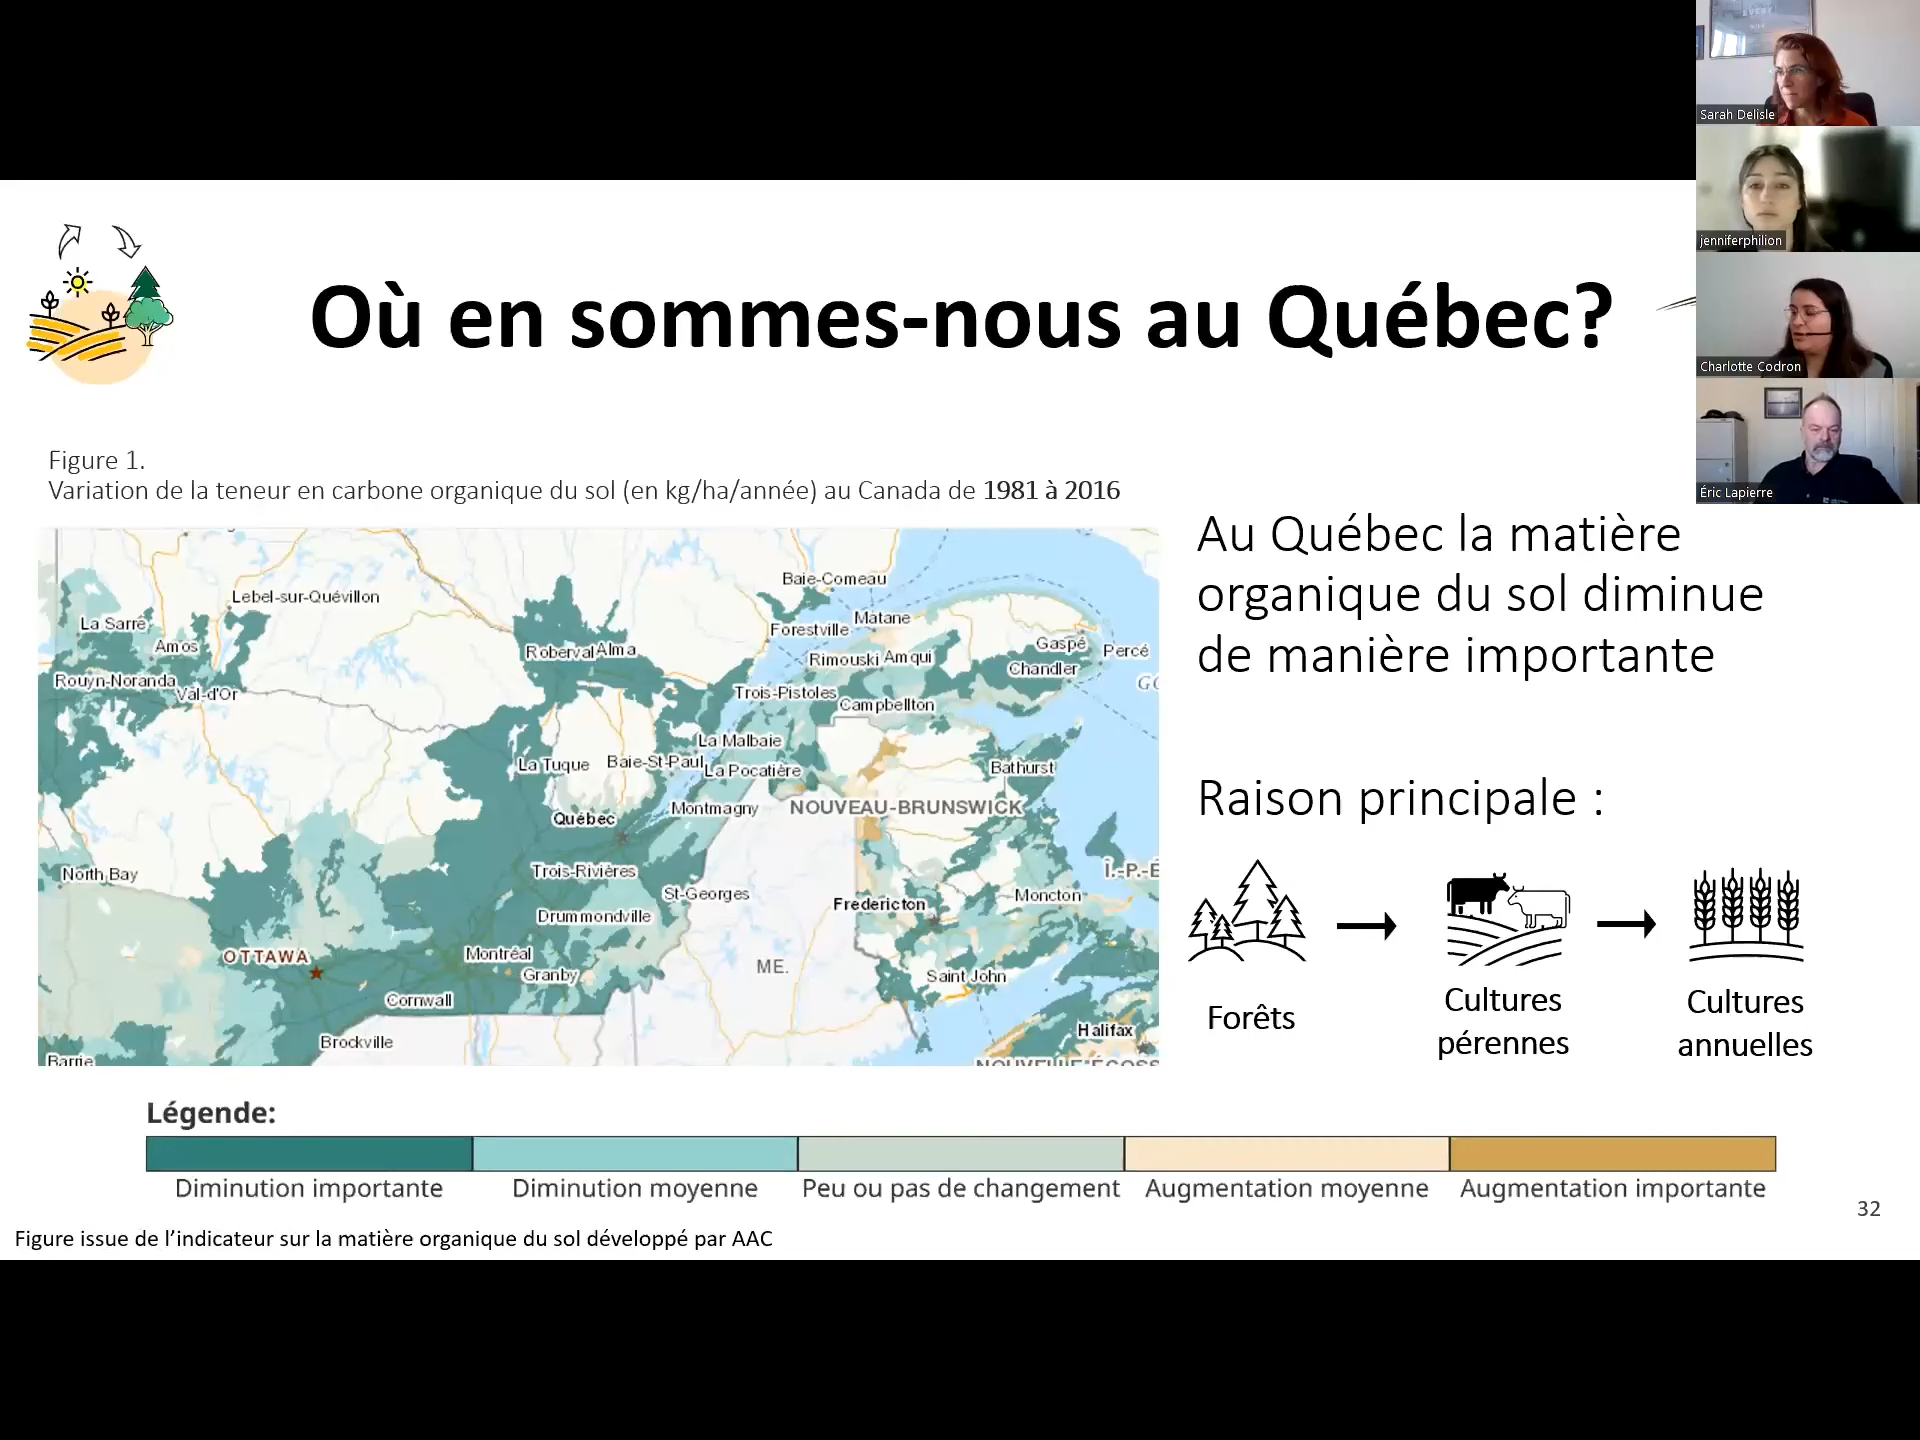 Sarah Delisle
jenniferphilion
Charlotte Codron
Éric Lapierre
Où en sommes-nous au Québec?
Figure 1.
Variation de la teneur en carbone organique du sol (en kg/ha/année) au Canada de 1981 à 2016
Baie-Comeau
Lebel-sur-Quévillon
La Sarre
Matane
Forestville
Amos
Roberval Alma
Rimouski Amqui
Gaspé
Percé
Chandler
Rouyn-Noranda
Val-d'Or
Trois-Pistoles
Campbellton
La Malbaie
La Tuque
Baie-St-Paul
La Pocatière
Bathurst
Montmagny
NOUVEAU-BRUNSWICK
Québec
North Bay
Trois-Rivières
Î.-P.-É
St-Georges
Fredericton
Moncton
Drummondville
OTTAWA
Montréal
Granby
ME.
Saint John
Cornwall
Halifax
Brockville
Barrie
NOUVELLE-ÉCOSS
Au Québec la matière
organique du sol diminue
de manière importante
Raison principale :
Forêts
Cultures
pérennes
Cultures
annuelles
Légende:
Diminution importante
Diminution moyenne
Peu ou pas de changement
Augmentation moyenne
Augmentation importante
32
Figure issue de l’indicateur sur la matière organique du sol développé par AAC